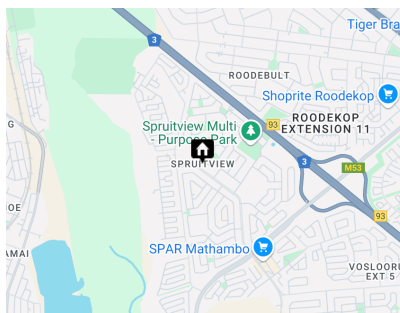 Tiger Bra
3
ROODEBULT
Shoprite Roodekop
93
ROODEKOP
EXTENSION 11
Spruitview Multi
- Purpose Park
SPRUITVIEW
3
M53
G
OE
93
AMAI
SPAR Mathambo
VOSLOORU
EXT 5